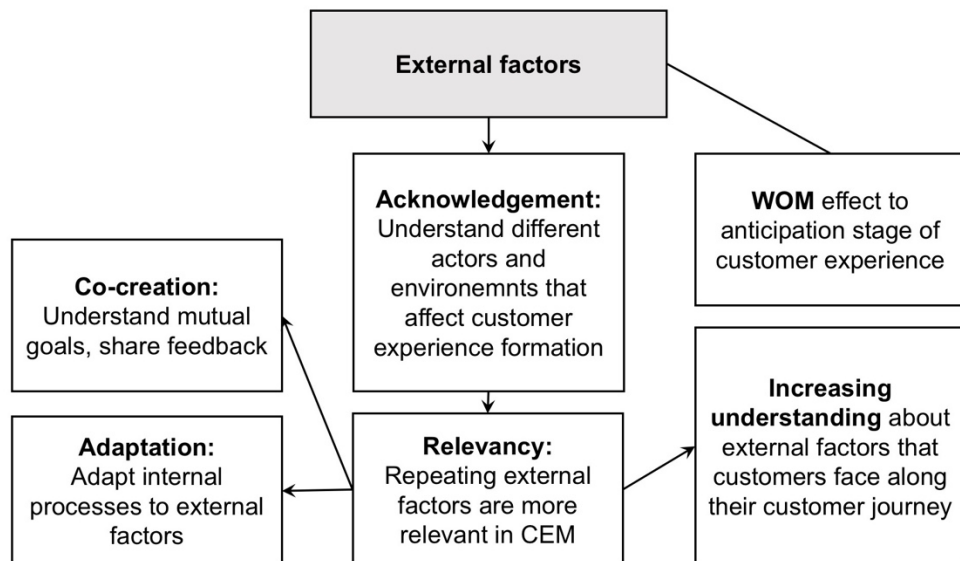 External factors
Acknowledgement:
Understand different
actors and
environemnts that
affect customer
experience formation
WOM effect to
anticipation stage of
customer experience
Co-creation:
Understand mutual
goals, share feedback
Adaptation:
Adapt internal
processes to external
factors
Relevancy:
Repeating external
factors are more
relevant in CEM
Increasing
understanding about
external factors that
customers face along
their customer journey